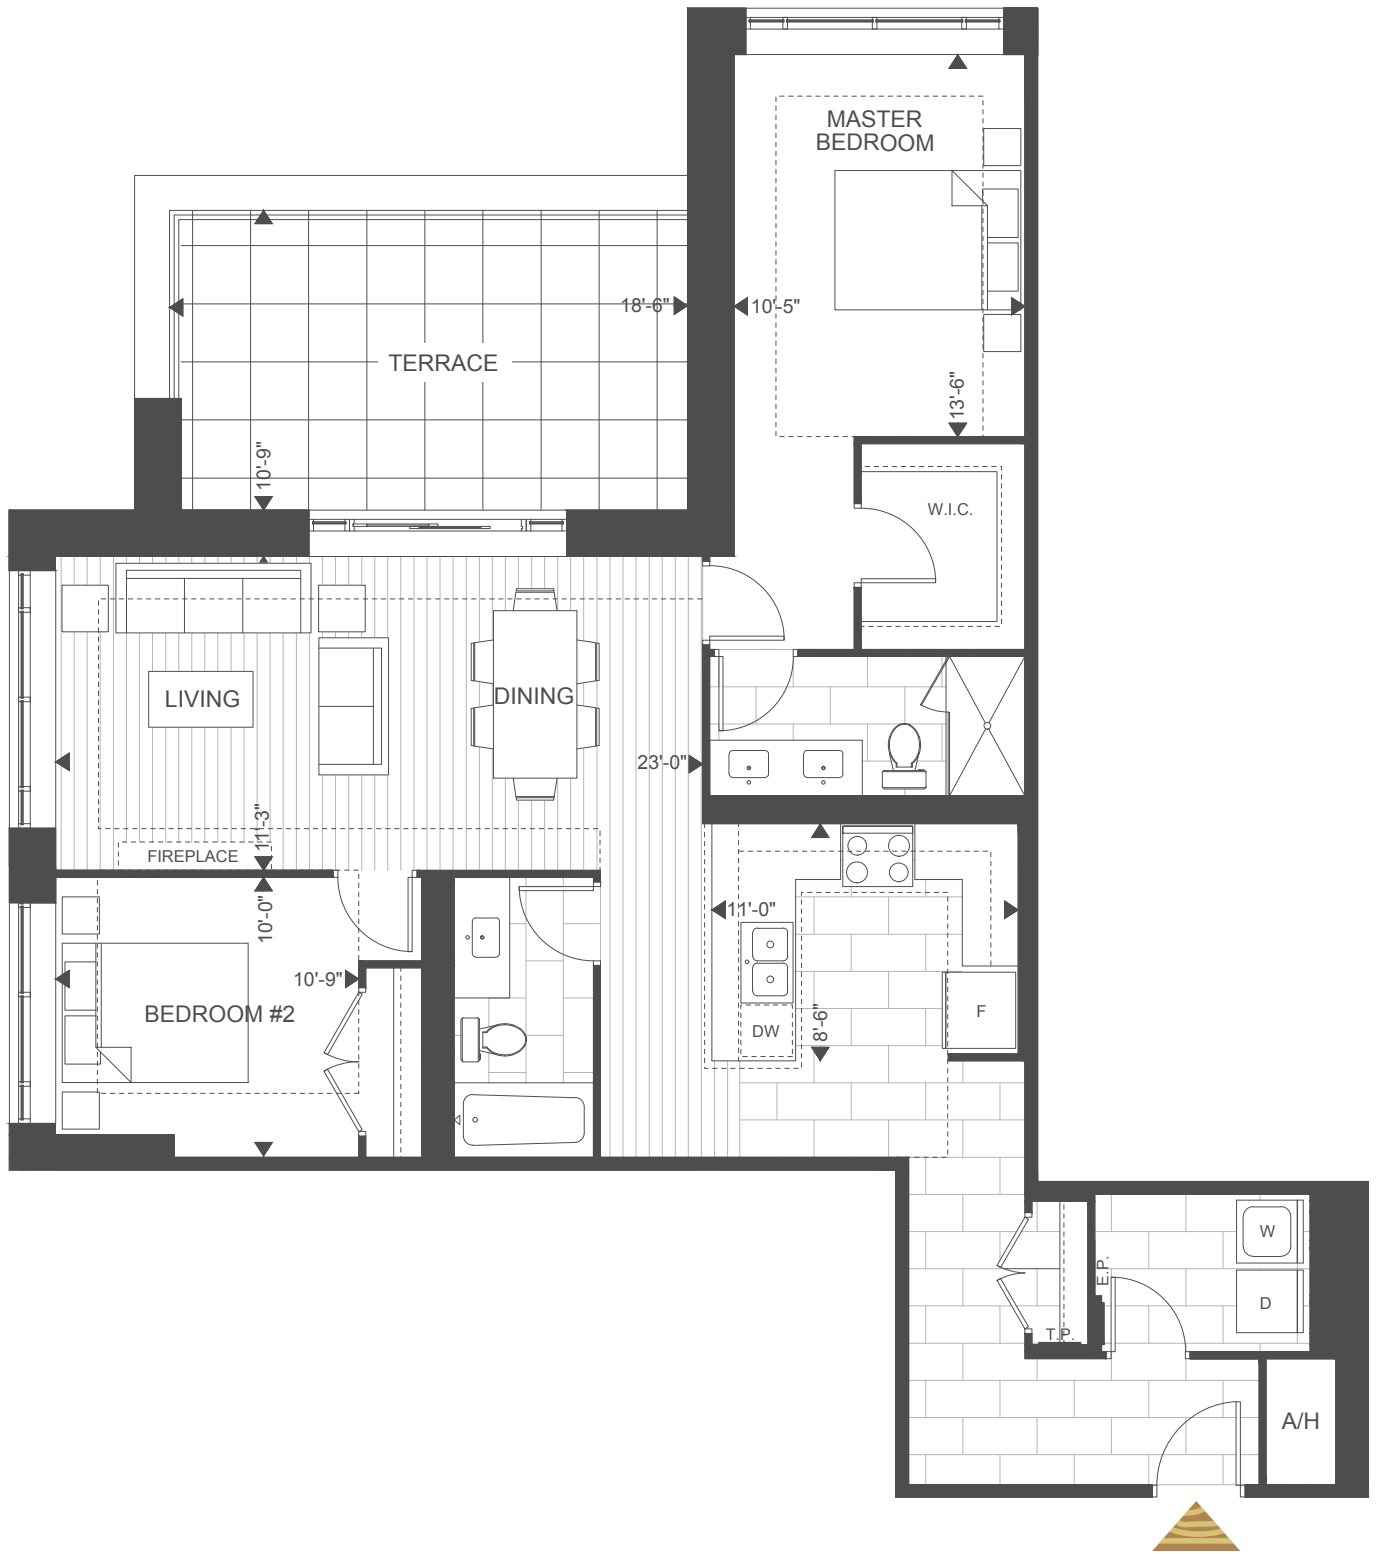 MASTER
BEDROOM
18'-6"
10'-5"
TERRACE
13'-6"
10'-9"
W.I.C.
LIVING
DINING
23'-0"
11'-3"
FIREPLACE
10'-0"
11'-0"
10'-9"
BEDROOM #2
F
DW
8'-6"
W
E.P.
D
T.P.
A/H